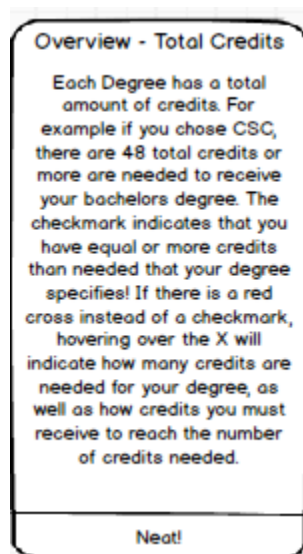 Overview - Total Credits
Each Degree has a total
amount of credits. For
example if you chose CSC,
there are 48 total credits or
more are needed to receive
your bachelors degree. The
checkmark indicates that you
have equal or more credits
than needed that your degree
specifies! If there is a red
cross instead of a checkmark,
hovering over the X will
indicate how many credits are
needed for your degree, as
well as how credits you must
receive to reach the number
of credits needed.
Neat!